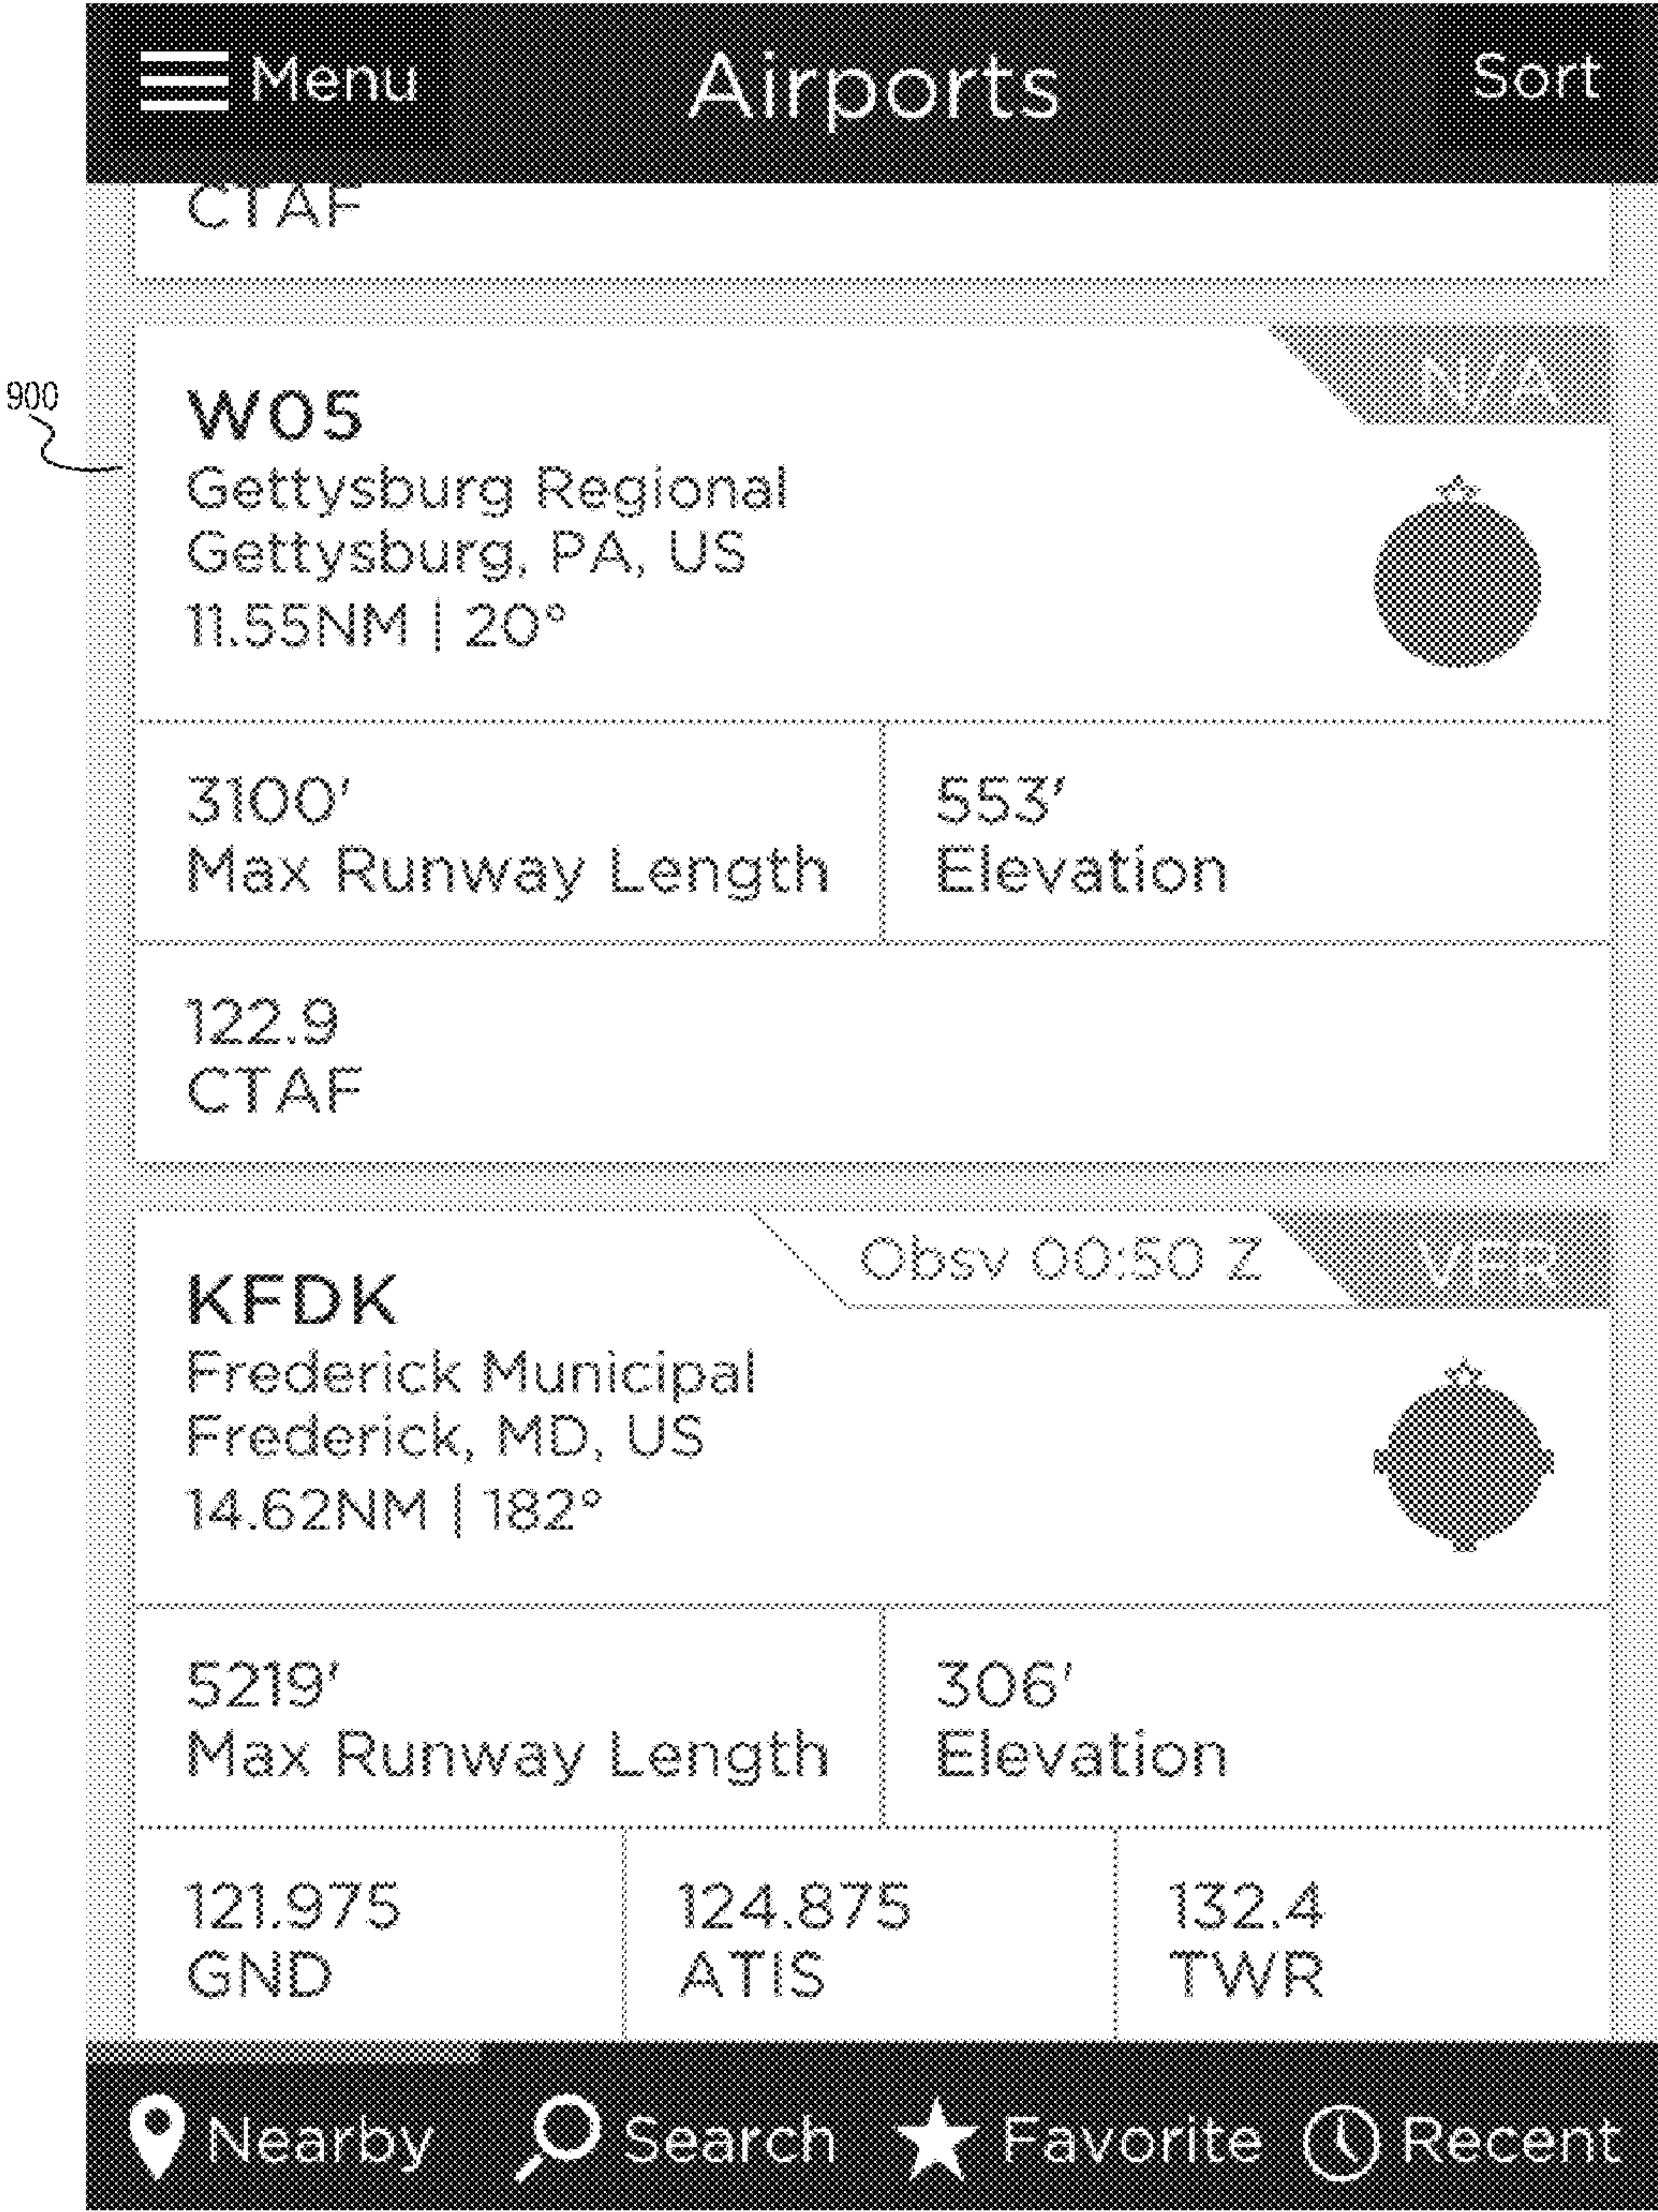 Menu Airports Sort
CTAF
N/A
900
W05
Gettysburg Regional
Gettysburg, PA, US
11.55NM | 20°
3100' 553'
Max Runway Length Elevation
122.9
CTAF
Obsv 00:50 Z VFR
KFDK
Frederick Municipal
Frederick, MD, US
14.62NM | 182°
5219' 306'
Max Runway Length Elevation
121.975 124.875 132.4
GND ATIS TWR
Nearby Search Favorite Recent